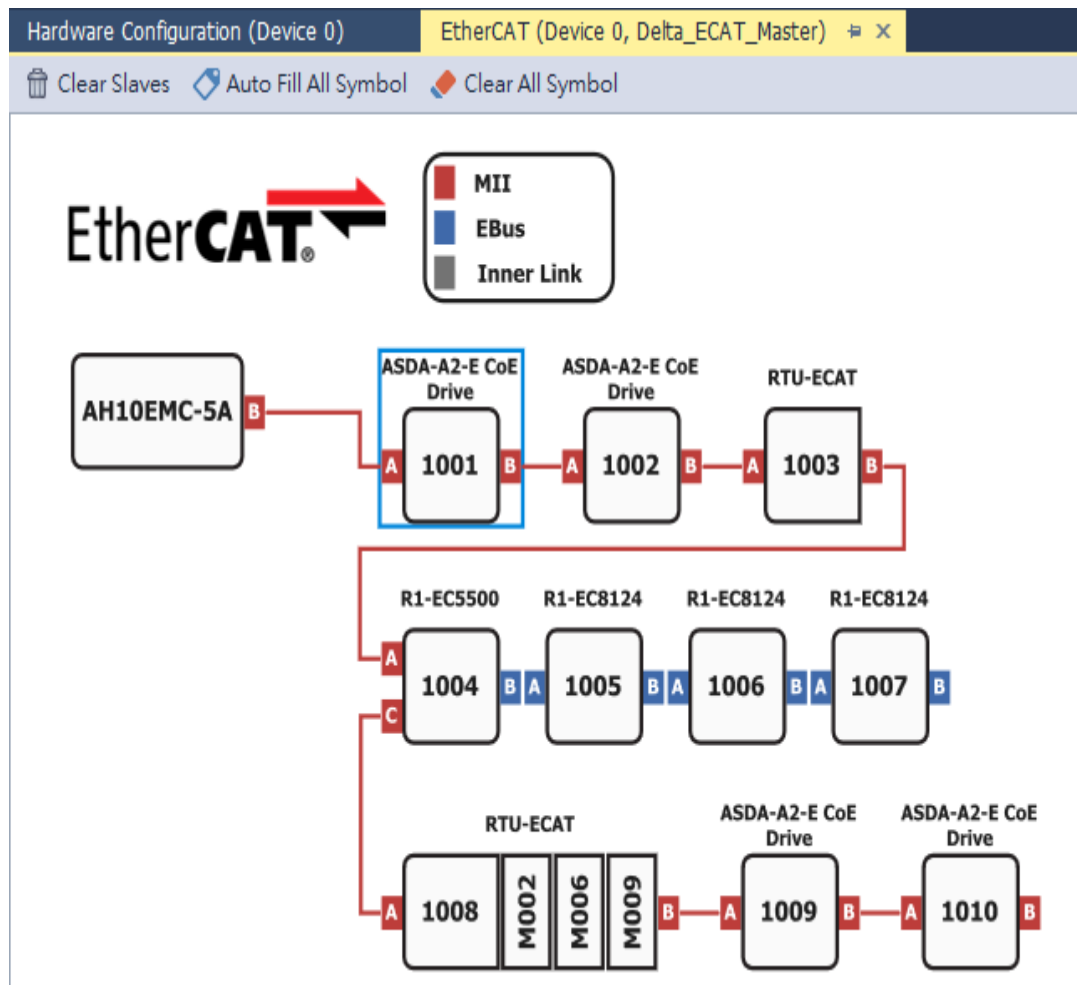 Hardware Configuration (Device 0)
EtherCAT (Device 0, Delta_ECAT_Master)
Clear Slaves
Auto Fill All Symbol
Clear All Symbol
EtherCAT®
MII
EBus
Inner Link
AH10EMC-5A
B
ASDA-A2-E CoE
Drive
A
1001
B
ASDA-A2-E CoE
Drive
A
1002
B
RTU-ECAT
A
1003
B
R1-EC5500
A
C
1004
B
R1-EC8124
A
1005
B
R1-EC8124
A
1006
B
R1-EC8124
A
1007
B
RTU-ECAT
A
1008
M002
M006
M009
B
ASDA-A2-E CoE
Drive
A
1009
B
ASDA-A2-E CoE
Drive
A
1010
B